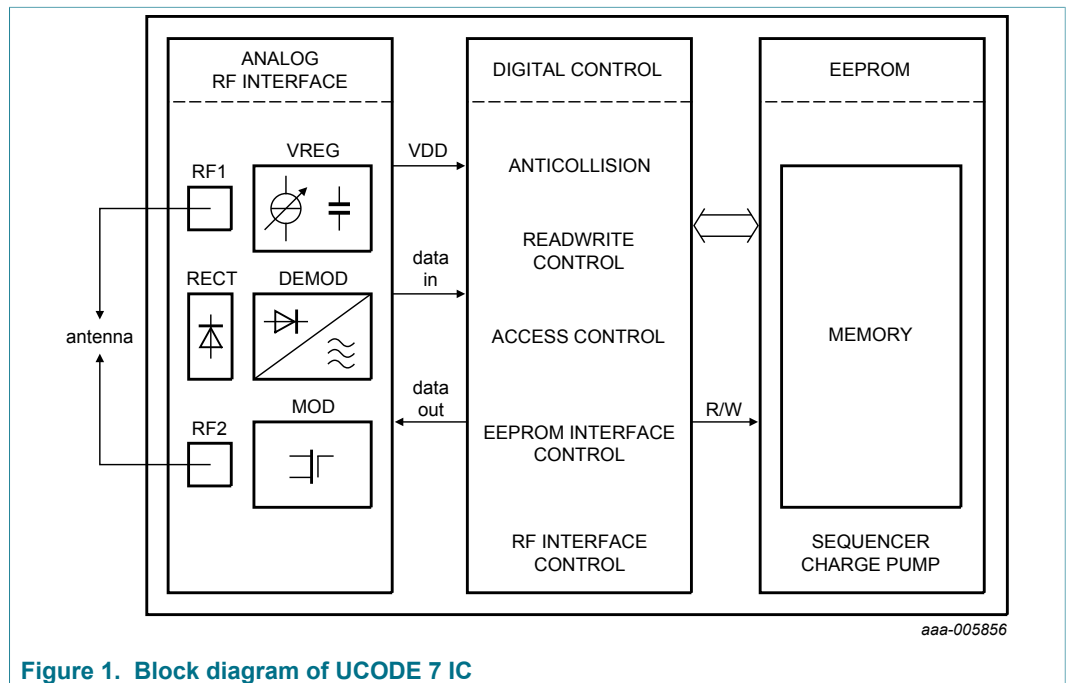 ANALOG
RF INTERFACE
RF1
VREG
RECT
DEMOD
antenna
RF2
MOD
VDD
data
in
data
out
DIGITAL CONTROL
ANTICOLLISION
READWRITE
CONTROL
ACCESS CONTROL
EEPROM INTERFACE
CONTROL
RF INTERFACE
CONTROL
R/W
EEPROM
MEMORY
SEQUENCER
CHARGE PUMP
aaa-005856
Figure 1. Block diagram of UCODE 7 IC